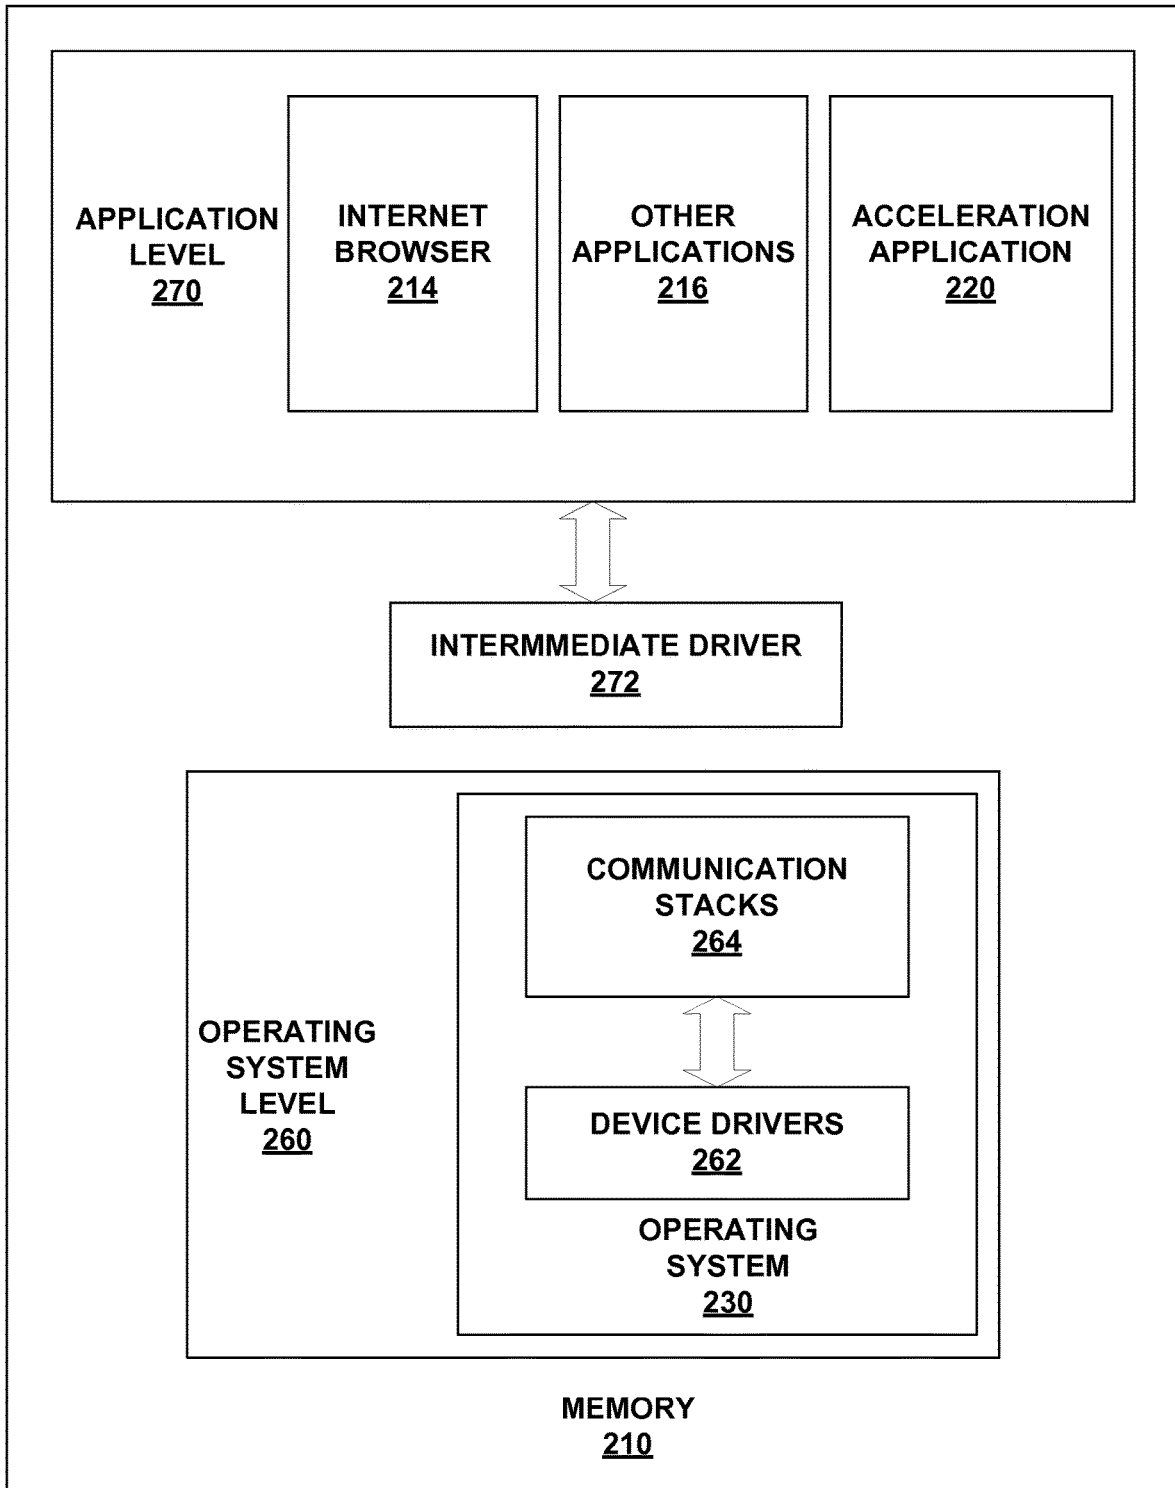 APPLICATION
LEVEL
270
INTERNET
BROWSER
214
OTHER
APPLICATIONS
216
ACCELERATION
APPLICATION
220
INTERMMEDIATE DRIVER
272
COMMUNICATION
STACKS
264
OPERATING
SYSTEM
LEVEL
260
DEVICE DRIVERS
262
OPERATING
SYSTEM
230
MEMORY
210